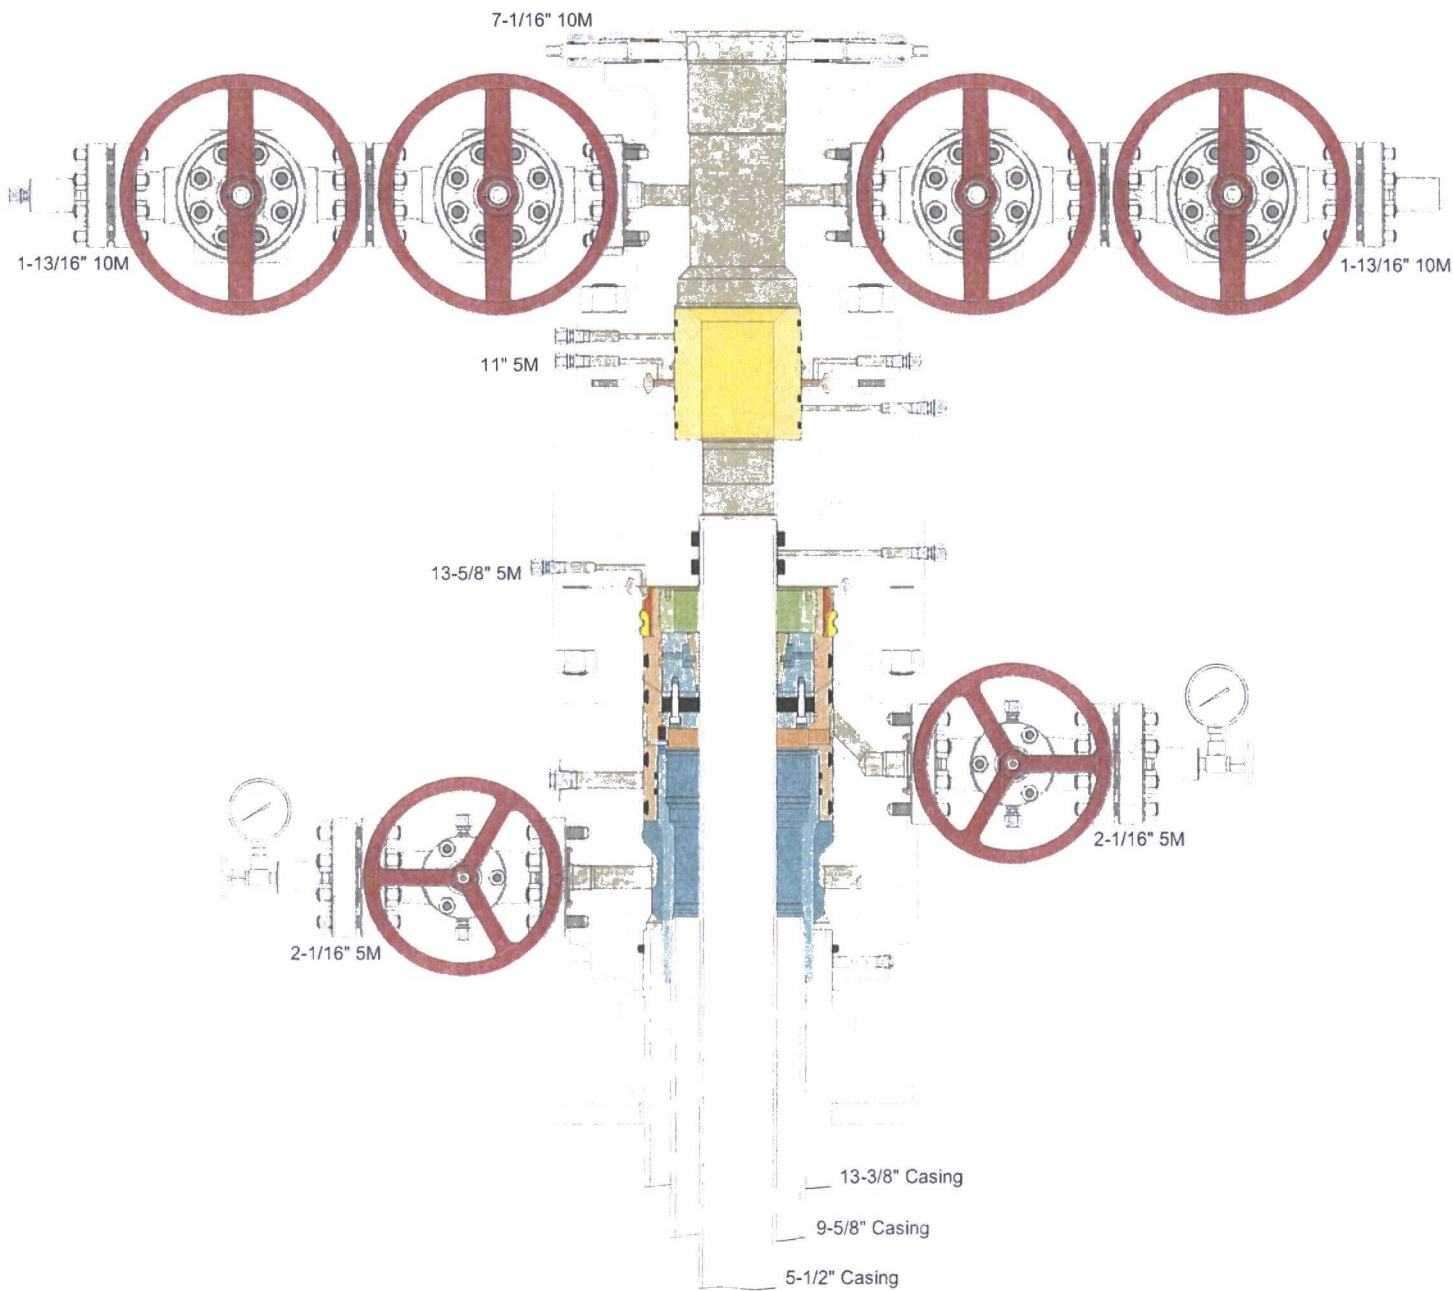 7-1/16" 10M
1-13/16" 10M
1-13/16" 10M
11" 5M
13-5/8" 5M
2-1/16" 5M
2-1/16" 5M
13-3/8" Casing
9-5/8" Casing
5-1/2" Casing